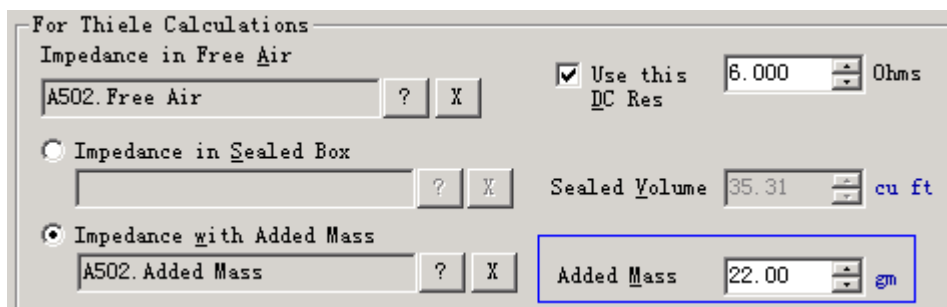 For Thiele Calculations
Impedance in Free Air
Use this
DC Res
6.000
Ohms
A502.Free Air
?
X
Impedance in Sealed Box
?
X
Sealed Volume
35.31
cu ft
Impedance with Added Mass
A502.Added Mass
?
X
Added Mass
22.00
gm